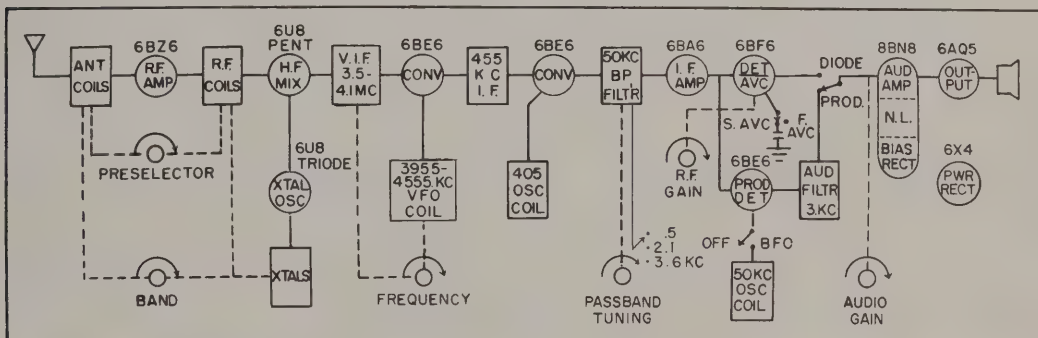 ANT
COILS
6BZ6
R.F.
AMP
R.F.
COILS
6U8
PENT
H.F
MIX
V.I.F
3.5-
4.1MC
6BE6
CONV
455
K C
I. F.
6BE6
CONV
50KC
BP
FILTR
6BA6
I. F.
AMP
6BF6
DET
AVC
DIODE
PROD.
8BN8
AUD
AMP
N.L.
BIAS
RECT
6AQ5
OUT-
PUT
PRESELECTOR
6U8
TRIODE
XTAL
OSC
XTALS
BAND
3955-
4555.KC
VFO
COIL
FREQUENCY
405
OSC
COIL
.5
2.1
3.6 KC
PASSBAND
TUNING
R.F.
GAIN
S. AVC
F.
AVC
6BE6
PROD
DET
AUD
FILTR
3.KC
OFF
BFO
50KC
OSC
COIL
AUDIO
GAIN
6X4
PWR
RECT